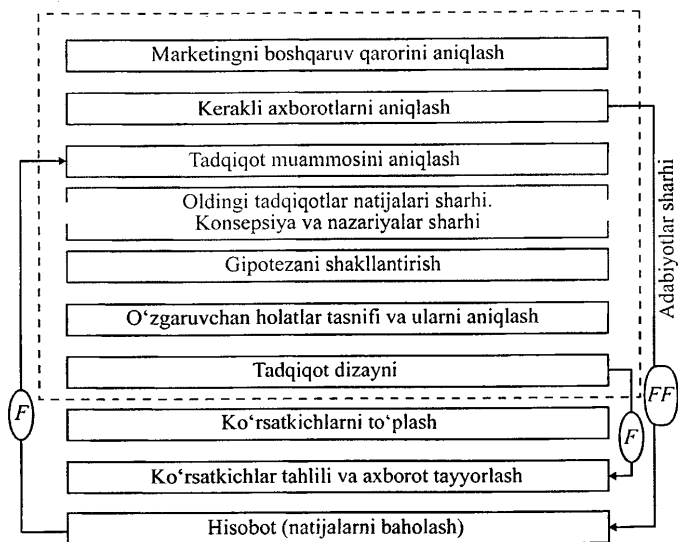 Marketingni boshqaruv qarorini aniqlash
Kerakli axborotlarni aniqlash
Tadqiqot muammosini aniqlash
Oldingi tadqiqotlar natijalari sharhi.
Konsepsiya va nazariyalar sharhi
Gipotezani shakllantirish
O‘zgaruvchan holatlar tasnifi va ularni aniqlash
Tadqiqot dizayni
Ko‘rsatkichlarni to‘plash
Ko‘rsatkichlar tahlili va axborot tayyorlash
Hisobot (natijalarni baholash)
F
F
FF
Adabiyotlar sharhi